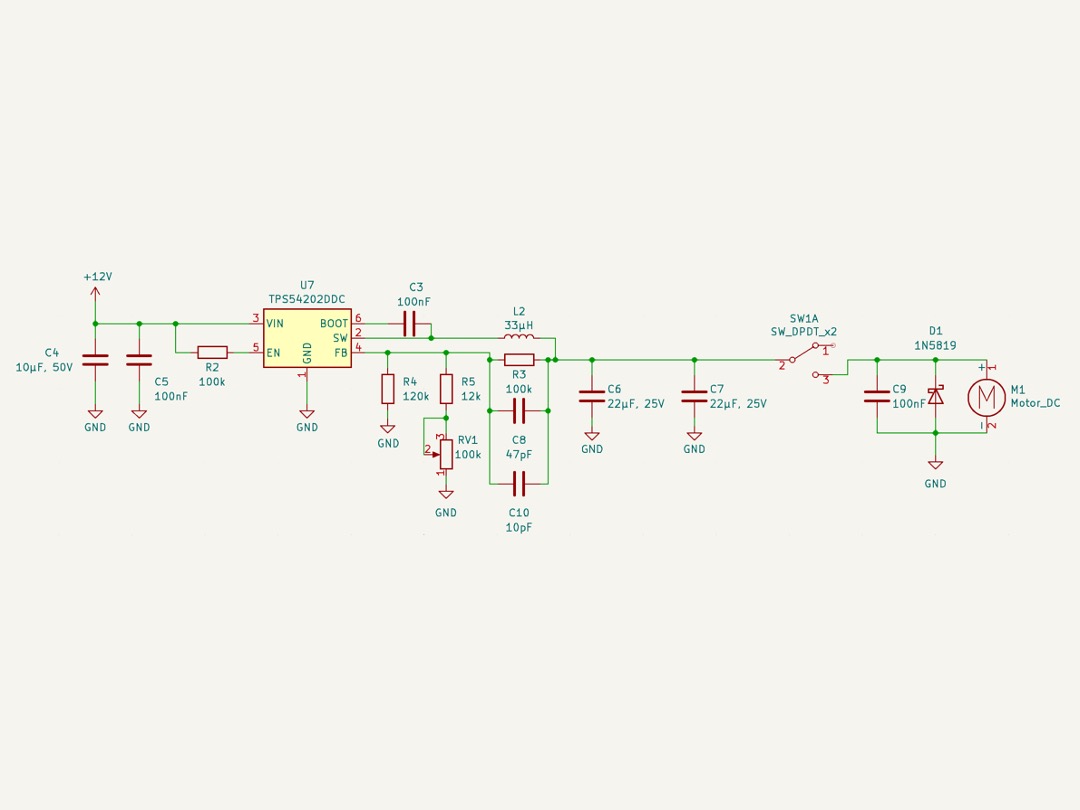 +12V
C4
10µF, 50V
GND
C5
100nF
GND
R2
100k
U7
TPS54202DDC
3
VIN
BOOT
6
SW
2
5
EN
GND
FB
4
1
GND
C3
100nF
R4
120k
GND
R5
12k
3
2
RV1
100k
1
GND
L2
33µH
R3
100k
C8
47pF
C10
10pF
C6
22µF, 25V
GND
C7
22µF, 25V
GND
SW1A
SW_DPDT_x2
2
1
3
C9
100nF
D1
1N5819
GND
+
1
M
M1
Motor_DC
-
2